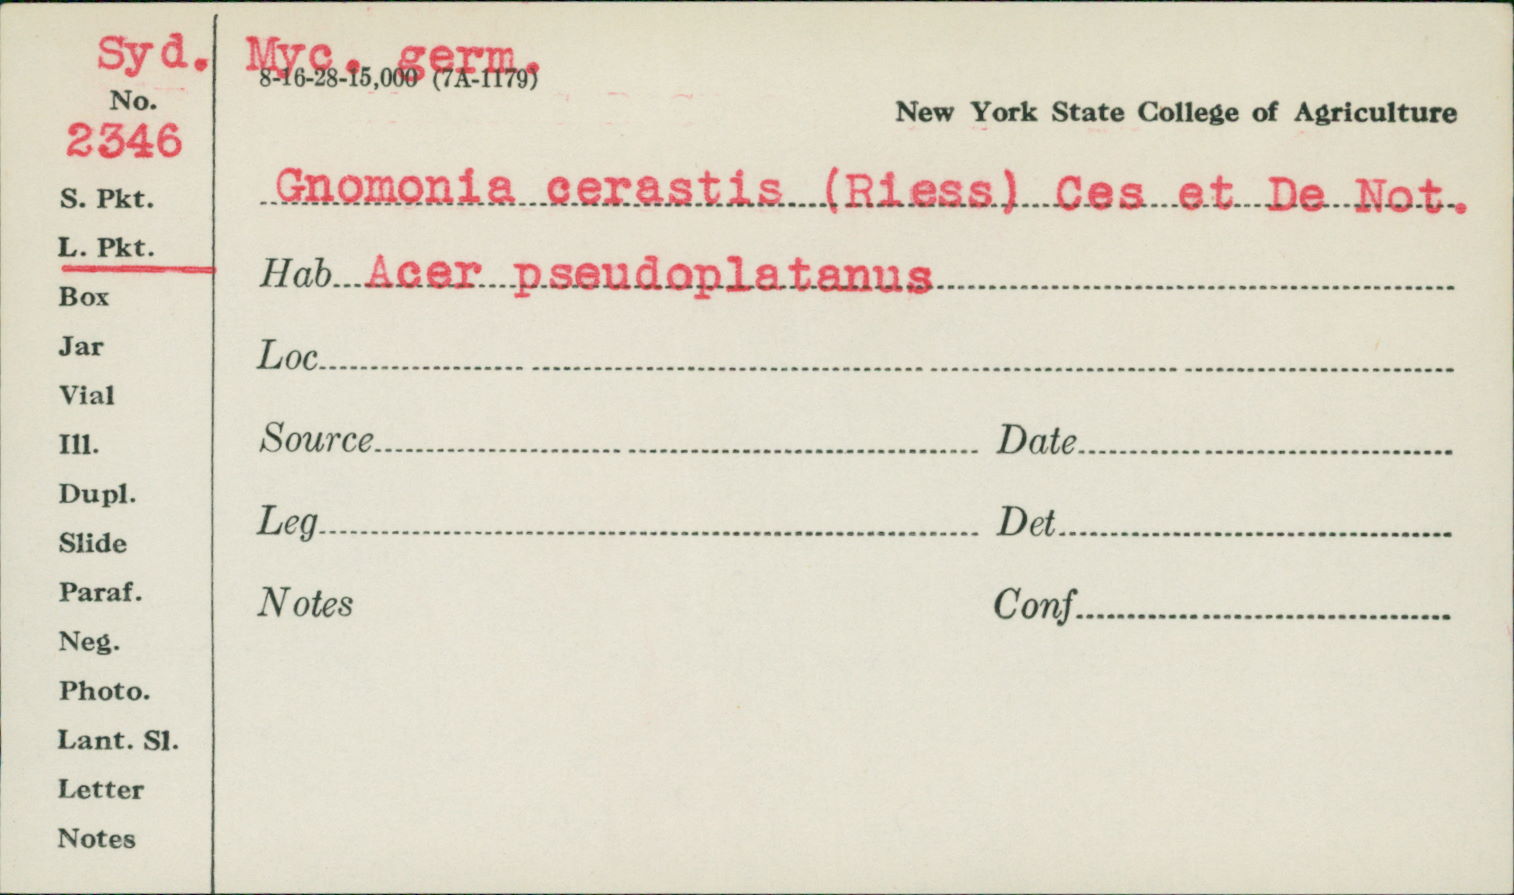 Syd. Myc. germ.
8-16-28-15,000 (7A-1179)
No.
2346
New York State College of Agriculture
S. Pkt.
Gnomonia cerastis (Riess) Ces et De Not.
L. Pkt.
Hab Acer pseudoplatanus
Box
Jar
Loc
Vial
Ill.
Source Date
Dupl.
Slide
Leg Det
Paraf.
Notes Conf
Neg.
Photo.
Lant. Sl.
Letter
Notes